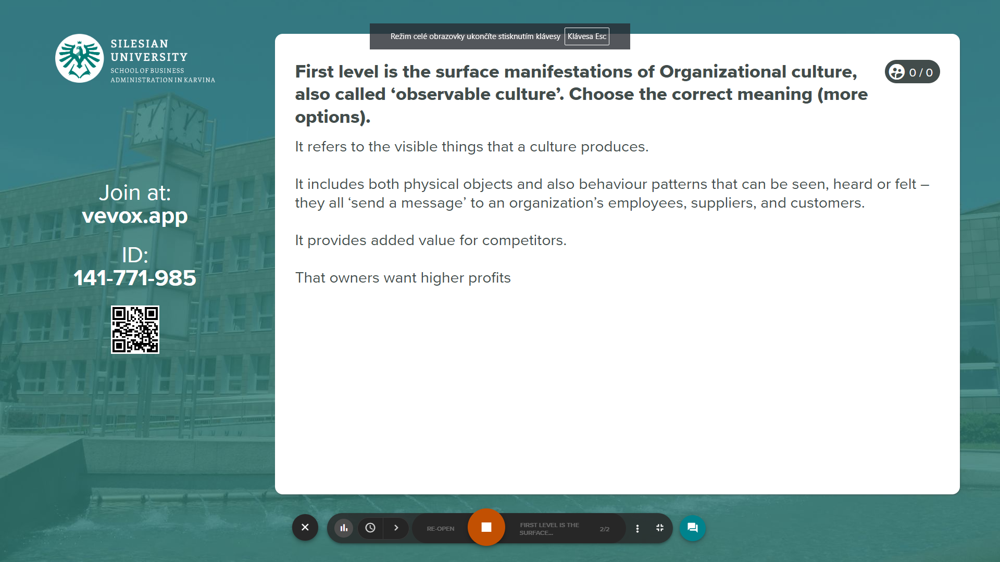 SILESIAN
UNIVERSITY
SCHOOL OF BUSINESS
ADMINISTRATION IN KARVINA
Join at:
vevox.app
ID:
141-771-985
Režim celé obrazovky ukončíte stisknutím klávesy Klávesa Esc
First level is the surface manifestations of Organizational culture,
also called ‘observable culture’. Choose the correct meaning (more
options).
0 / 0
It refers to the visible things that a culture produces.
It includes both physical objects and also behaviour patterns that can be seen, heard or felt –
they all ‘send a message’ to an organization’s employees, suppliers, and customers.
It provides added value for competitors.
That owners want higher profits
RE-OPEN
FIRST LEVEL IS THE
SURFACE...
2/2